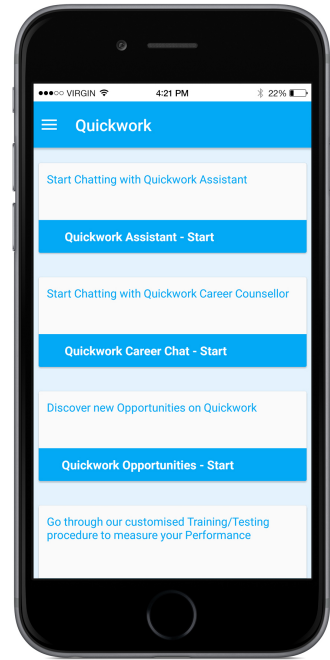 VIRGIN 4:21 PM 22%
Quickwork
Start Chatting with Quickwork Assistant
Quickwork Assistant - Start
Start Chatting with Quickwork Career Counsellor
Quickwork Career Chat - Start
Discover new Opportunities on Quickwork
Quickwork Opportunities - Start
Go through our customised Training/Testing
procedure to measure your Performance